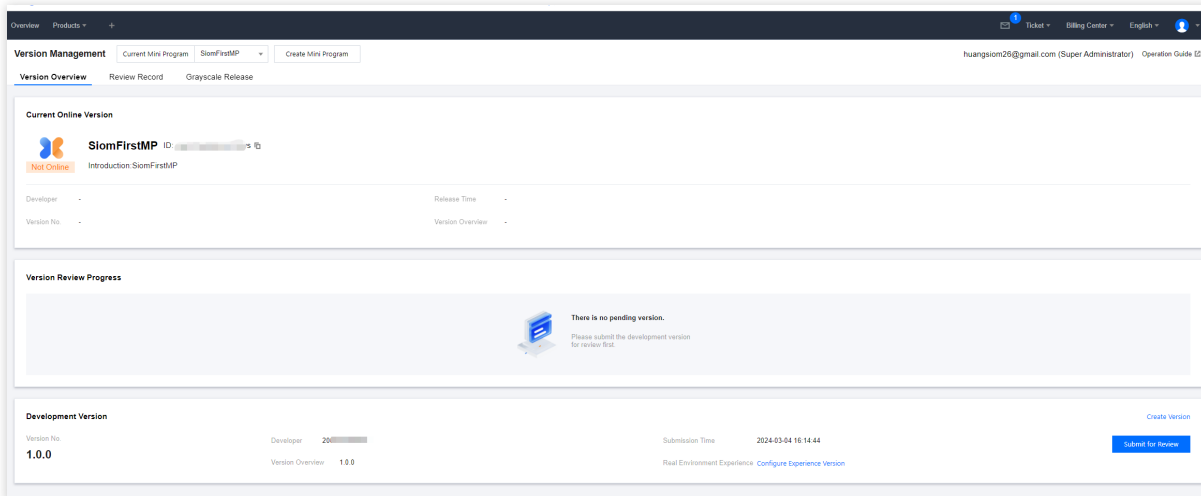 Overview Products +
1 Ticket Billing Center English
Version Management Current Mini Program SiomFirstMP Create Mini Program
huangsiom26@gmail.com (Super Administrator) Operation Guide
Version Overview Review Record Grayscale Release
Current Online Version
SiomFirstMP ID: s
Not Online
Introduction:SiomFirstMP
Developer - Release Time -
Version No. - Version Overview -
Version Review Progress
There is no pending version.
Please submit the development version
for review first.
Development Version
Create Version
Version No
1.0.0
Developer 20
Version Overview 1.0.0
Submission Time 2024-03-04 16:14:44
Real Environment Experience Configure Experience Version
Submit for Review